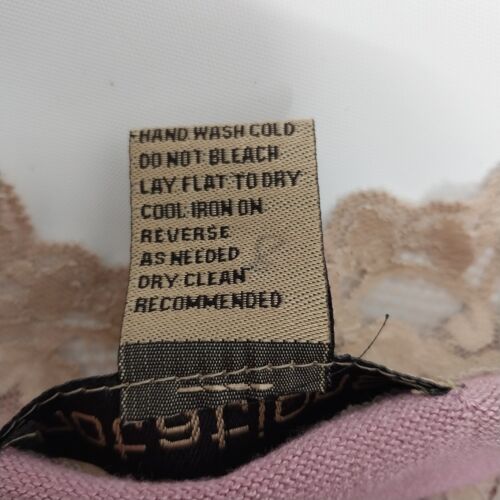 HAND WASH COLD
DO NOT BLEACH
LAY FLAT TO DRY
COOL IRON ON
REVERSE
AS NEEDED
DRY CLEAN
RECOMMENDED